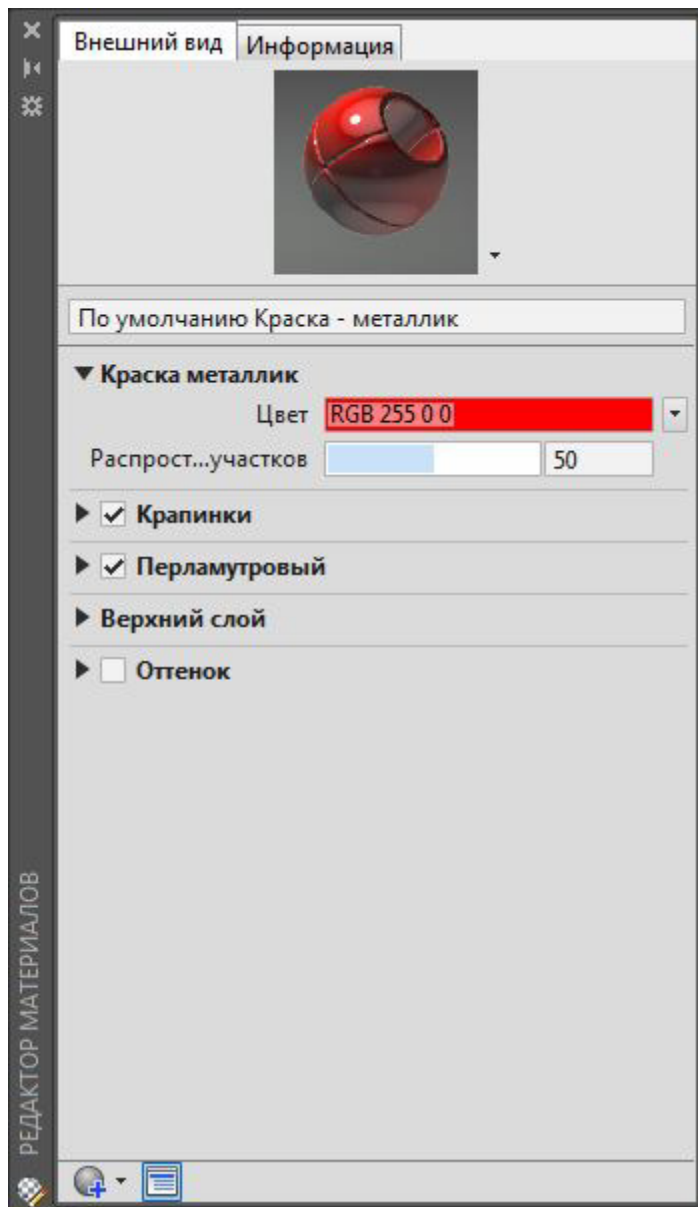 Внешний вид
Информация
По умолчанию Краска - металлик
Краска металлик
Цвет RGB 255 0 0
Распрост...участков 50
Крапинки
Перламутровый
Верхний слой
Оттенок
РЕДАКТОР МАТЕРИАЛОВ